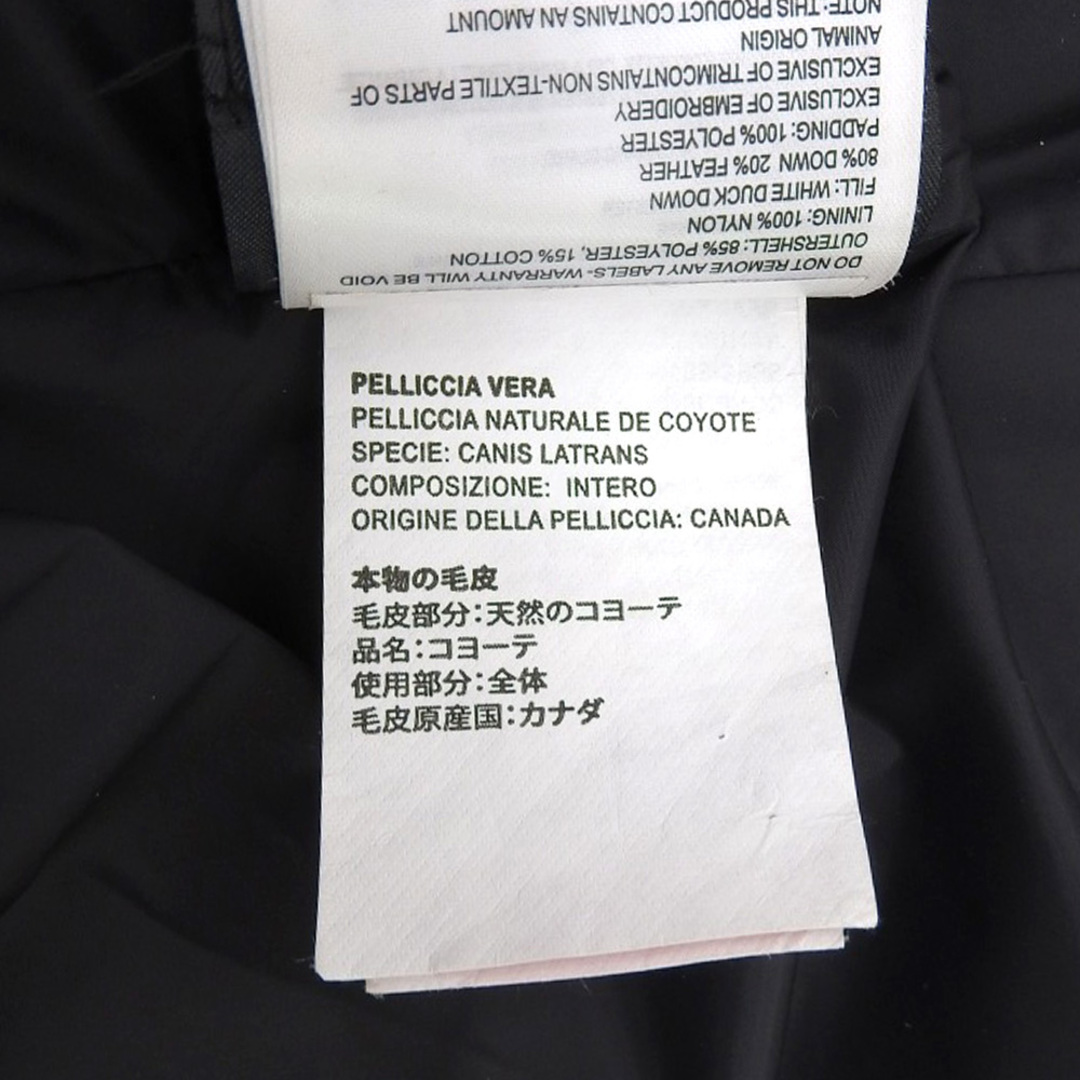 DO NOT REMOVE ANY LABELS-WARRANTY WILL BE VOID
OUTERSHELL: 85% POLYESTER, 15% COTTON
LINING: 100% NYLON
FILL: WHITE DUCK DOWN
80% DOWN 20% FEATHER
PADDING: 100% POLYESTER
EXCLUSIVE OF EMBROIDERY
EXCLUSIVE OF TRIMCONTAINS NON-TEXTILE PARTS OF
ANIMAL ORIGIN
NOTE: THIS PRODUCT CONTAINS AN AMOUNT
PELLICCIA VERA
PELLICCIA NATURALE DE COYOTE
SPECIE: CANIS LATRANS
COMPOSIZIONE: INTERO
ORIGINE DELLA PELLICCIA: CANADA
本物の毛皮
毛皮部分:天然のコヨーテ
品名:コヨーテ
使用部分:全体
毛皮原産国:カナダ